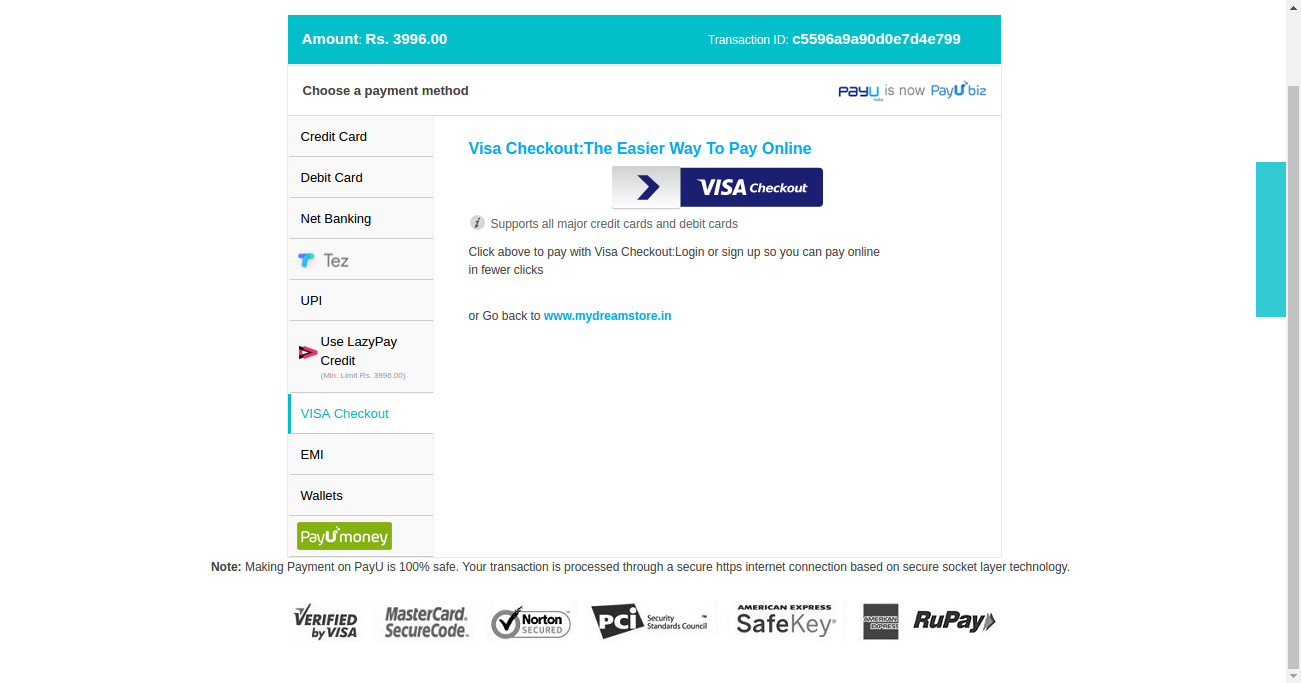 Amount: Rs. 3996.00
Transaction ID: c5596a9a90d0e7d4e799
Choose a payment method
PayU india is now PayU biz
Credit Card
Debit Card
Net Banking
Tez
UPI
Use LazyPay
Credit
(Min. Limit Rs. 3996.00)
VISA Checkout
EMI
Wallets
PayUmoney
Visa Checkout:The Easier Way To Pay Online
VISA Checkout
i Supports all major credit cards and debit cards
Click above to pay with Visa Checkout:Login or sign up so you can pay online
in fewer clicks
or Go back to www.mydreamstore.in
Note: Making Payment on PayU is 100% safe. Your transaction is processed through a secure https internet connection based on secure socket layer technology.
VERIFIED
by VISA
MasterCard.
SecureCode.™
Norton™
SECURED
PCI Security ™
Standards Council
AMERICAN EXPRESS
SafeKey®
AMERICAN
EXPRESS
RuPay